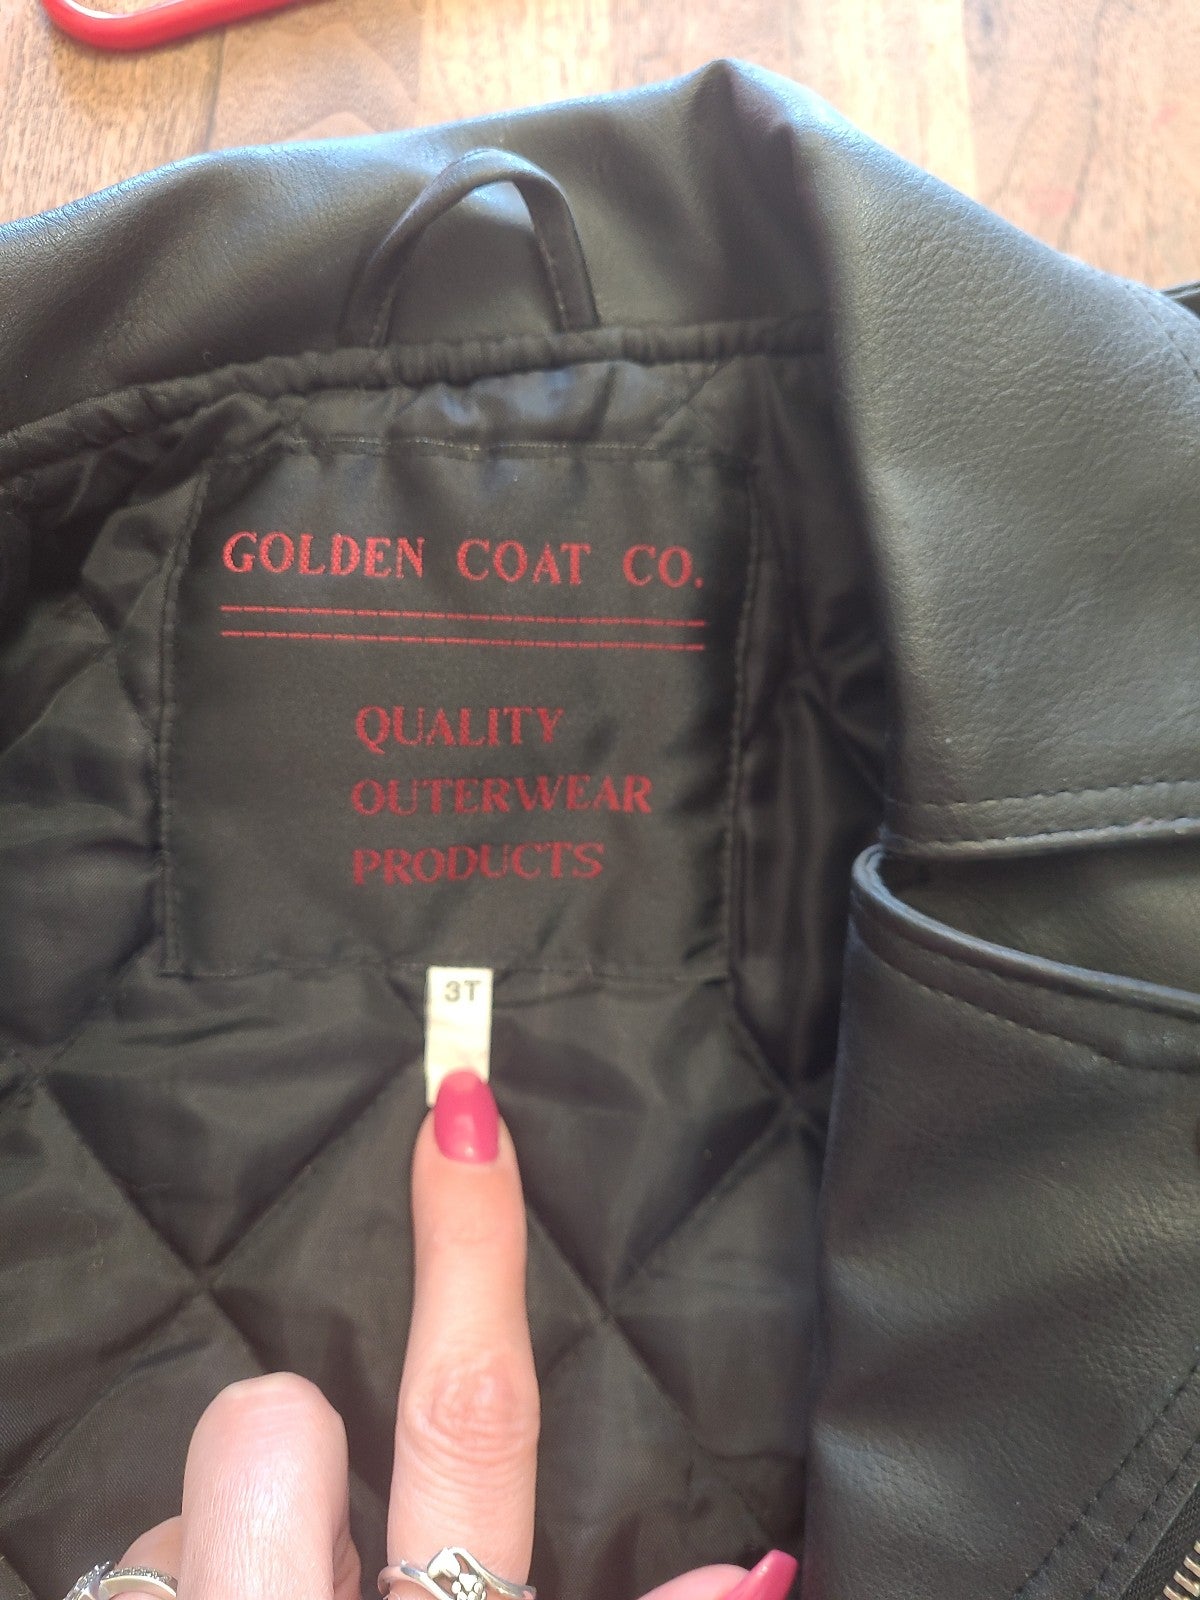 GOLDEN COAT CO.
QUALITY
OUTERWEAR
PRODUCTS
3T